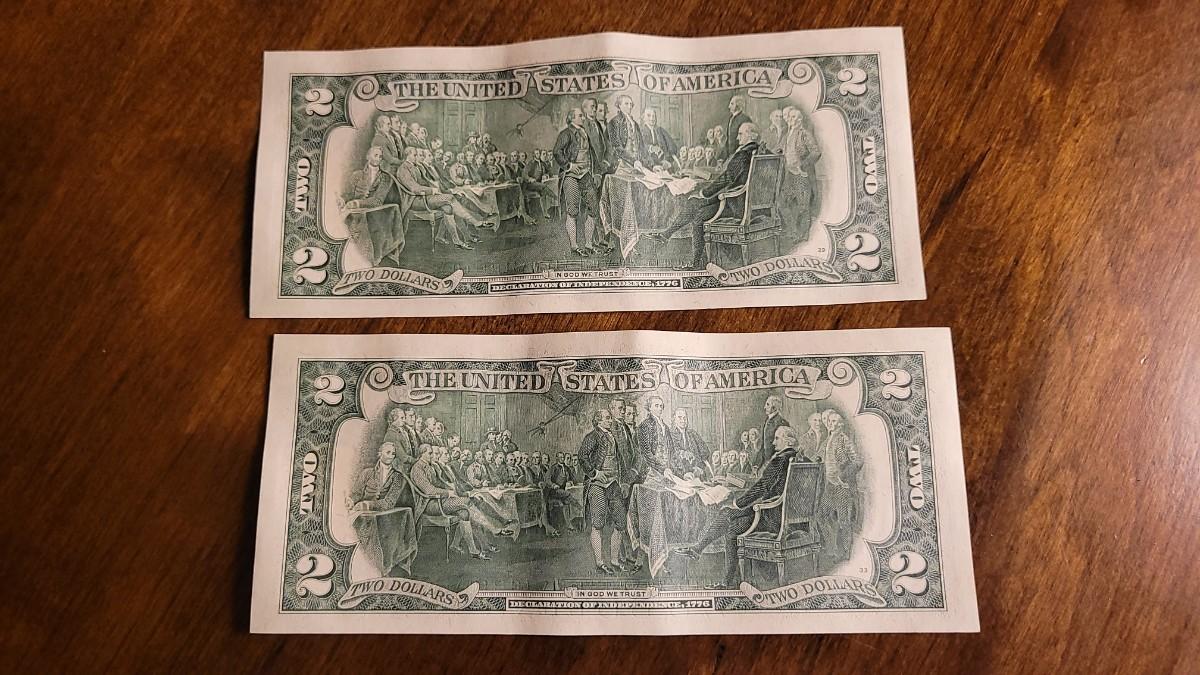 THE UNITED STATES OF AMERICA
2 2
TWO TWO
2 2
TWO DOLLARS IN GOD WE TRUST TWO DOLLARS
DECLARATION OF INDEPENDENCE, 1776
THE UNITED STATES OF AMERICA
2 2
TWO TWO
33
2 2
TWO DOLLARS IN GOD WE TRUST TWO DOLLARS
DECLARATION OF INDEPENDENCE, 1776